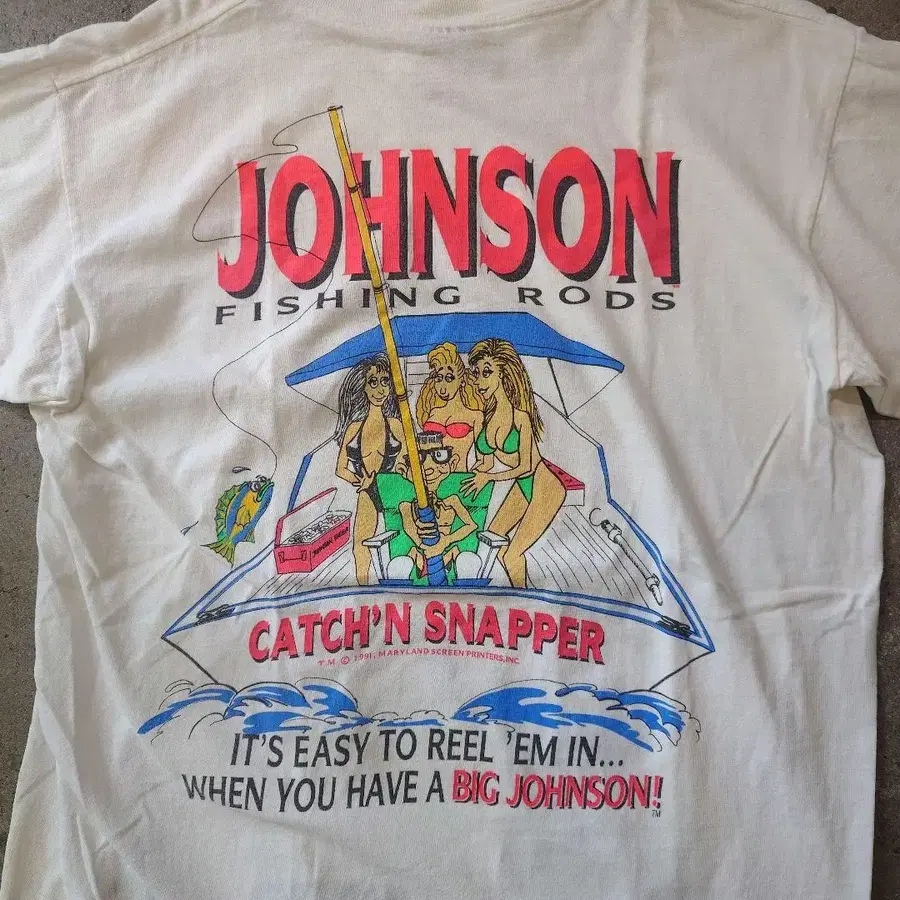 JOHNSON
FISHING RODS
CATCH'N SNAPPER
T.M. © 1991, MARYLAND SCREEN PRINTERS, INC.
IT'S EASY TO REEL 'EM IN...
WHEN YOU HAVE A BIG JOHNSON!
TM